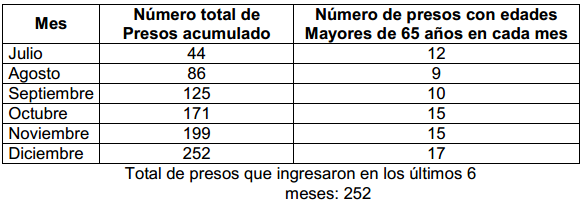 Mes Número total de Presos acumulado Número de presos con edades Mayores de 65 años en cada mes
Julio 44 12
Agosto 86 9
Septiembre 125 10
Octubre 171 15
Noviembre 199 15
Diciembre 252 17
Total de presos que ingresaron en los últimos 6
meses: 252